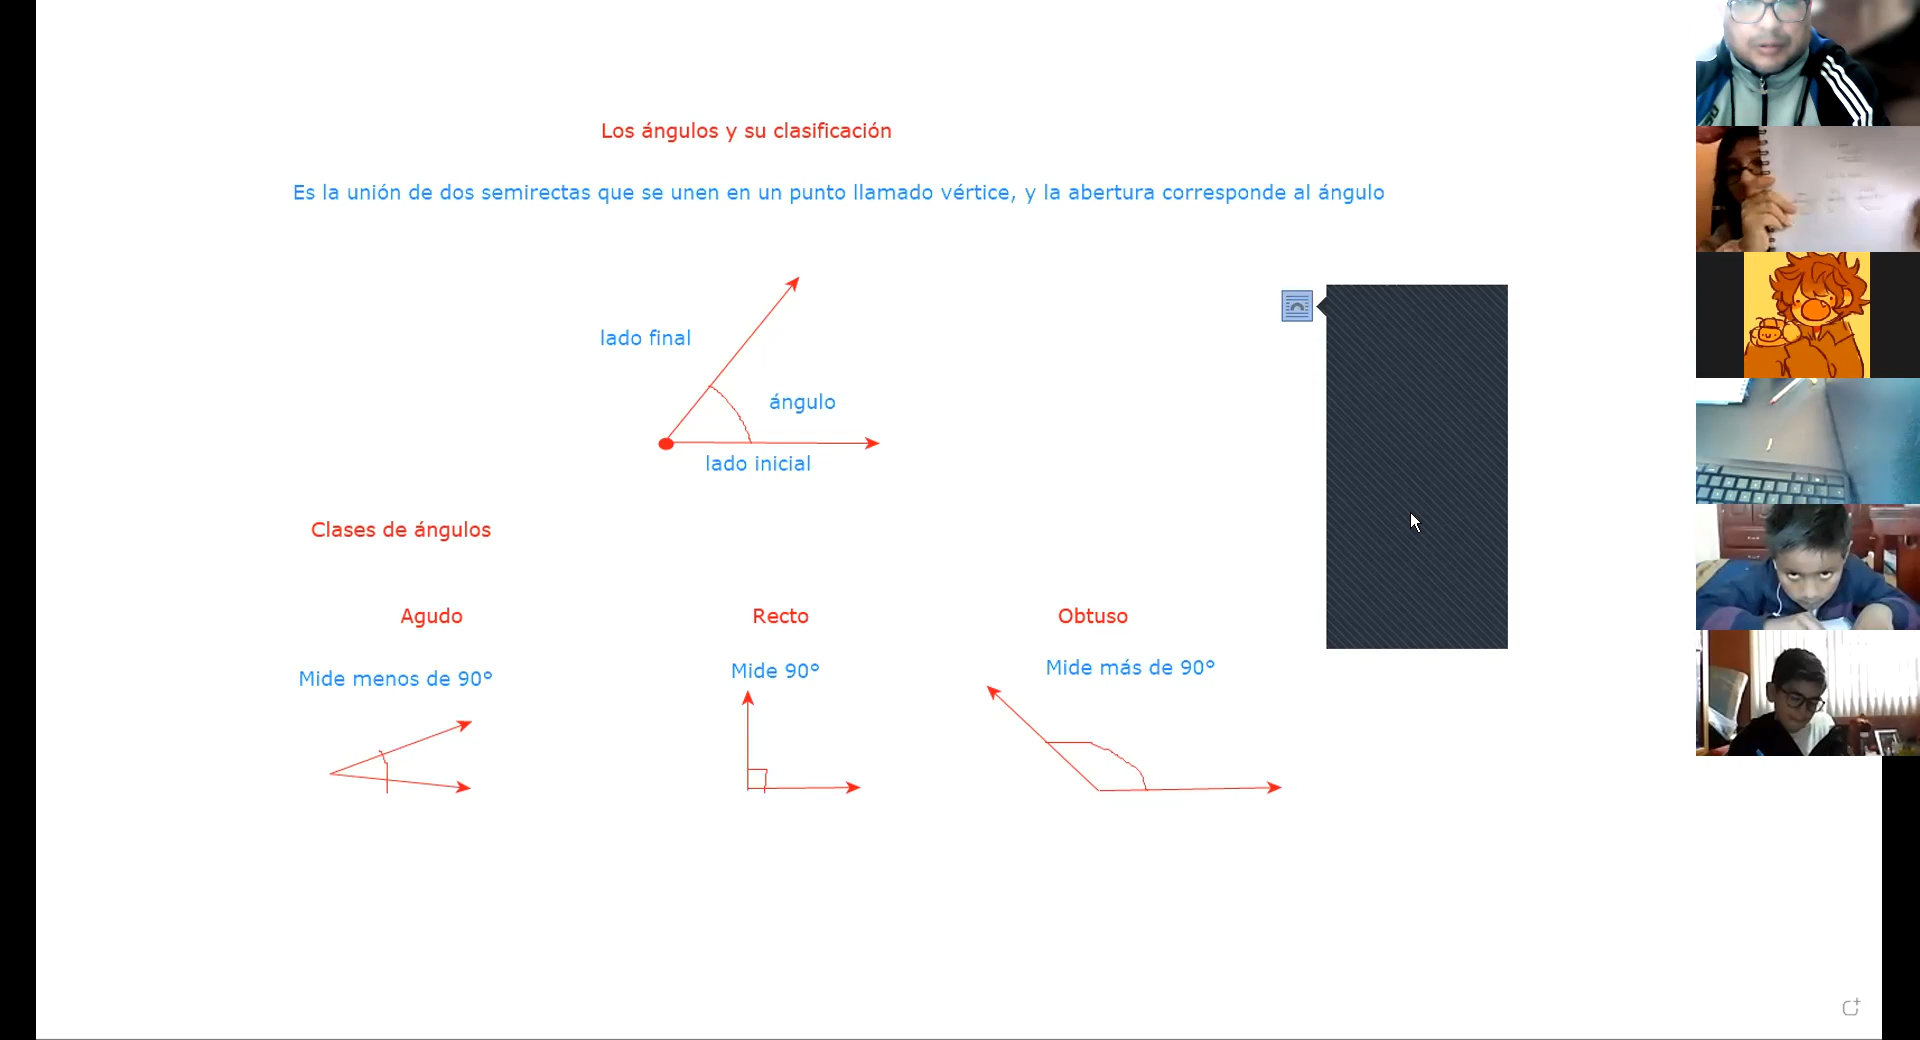 Los ángulos y su clasificación
Es la unión de dos semirectas que se unen en un punto llamado vértice, y la abertura corresponde al ángulo
lado final
ángulo
lado inicial
Clases de ángulos
Agudo
Recto
Obtuso
Mide menos de 90°
Mide 90°
Mide más de 90°